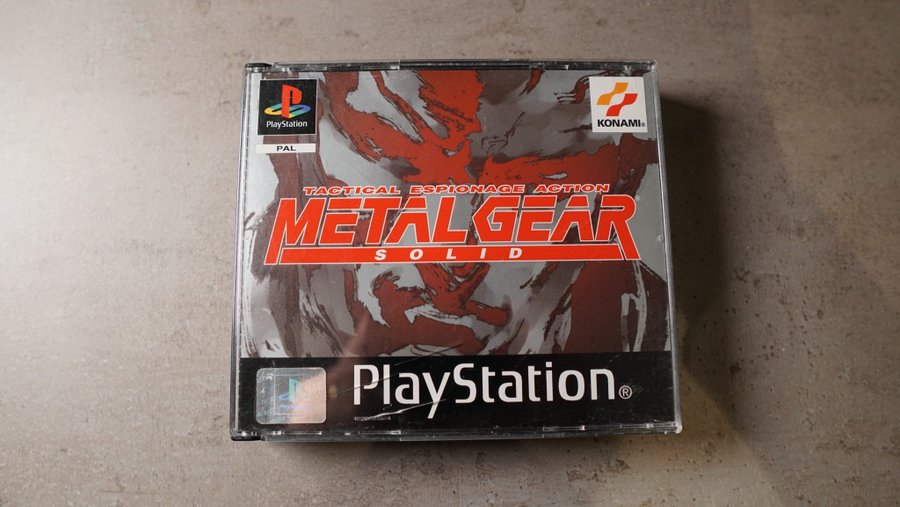 PlayStation
PAL
KONAMI®
TACTICAL ESPIONAGE ACTION
METAL GEAR
SOLID
PlayStation®